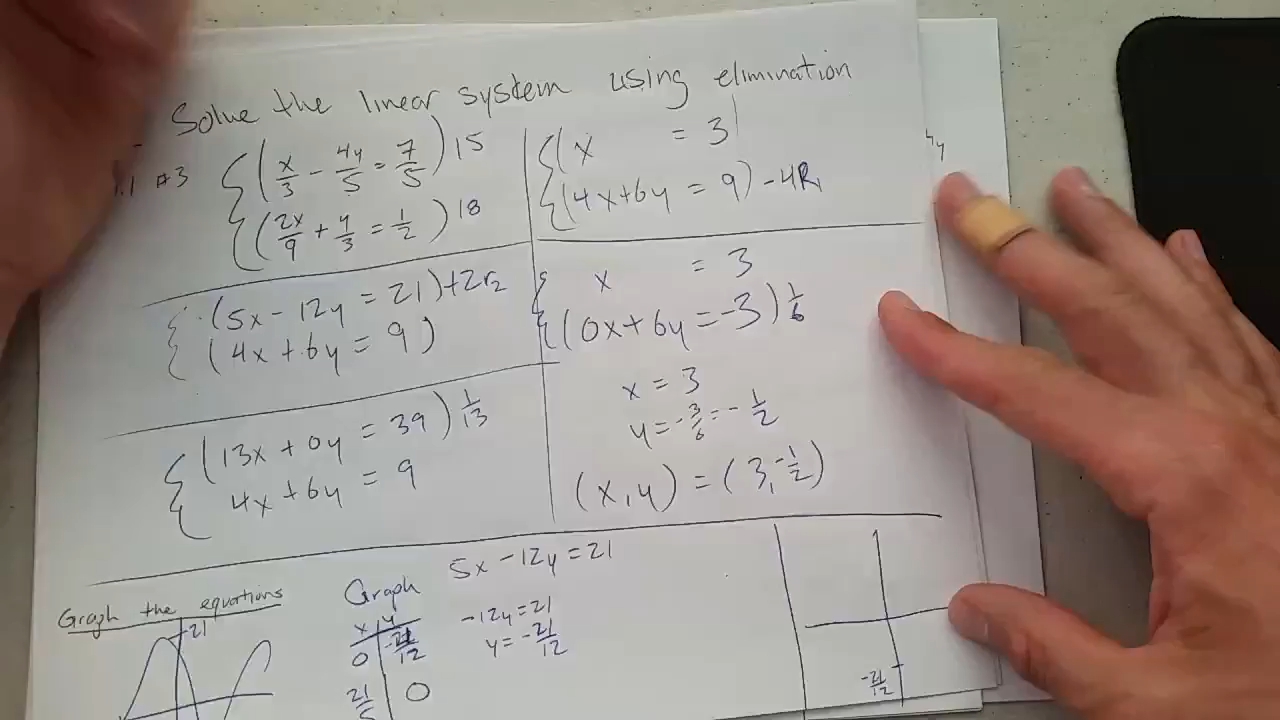 Solve the linear system using elimination
1.1 #3
(x/3 - 4y/5 = 7/5) 15
(2x/9 + y/3 = 1/2) 18
(5x - 12y = 21) + 2r₂
(4x + 6y = 9)
(13x + 0y = 39) 1/13
4x + 6y = 9
(x = 3
(4x + 6y = 9) - 4R₁
x = 3
(0x + 6y = -3) 1/6
x = 3
y = -3/6 = -1/2
(x, y) = (3, -1/2)
Graph the equations
21
Graph 5x - 12y = 21
x y
0 -21/12
21/5 0
-12y = 21
y = -21/12
-21/12